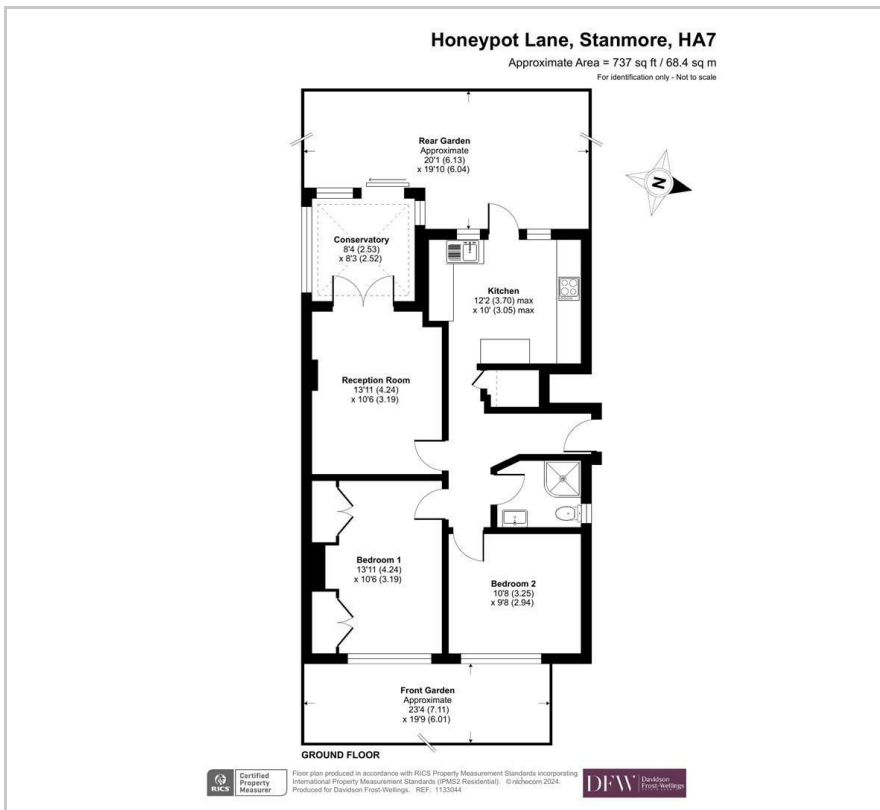 Honeypot Lane, Stanmore, HA7
Approximate Area = 737 sq ft / 68.4 sq m
For identification only - Not to scale
Rear Garden
Approximate
20'1 (6.13)
x 19'10 (6.04)
N
Conservatory
8'4 (2.53)
x 8'3 (2.52)
Kitchen
12'2 (3.70) max
x 10' (3.05) max
Reception Room
13'11 (4.24)
x 10'6 (3.19)
Bedroom 1
13'11 (4.24)
x 10'6 (3.19)
Bedroom 2
10'8 (3.25)
x 9'8 (2.94)
Front Garden
Approximate
23'4 (7.11)
x 19'9 (6.01)
GROUND FLOOR
RICS
Certified
Property
Measurer
Floor plan produced in accordance with RICS Property Measurement Standards incorporating
International Property Measurement Standards (IPMS2 Residential). ©nichecom 2024.
Produced for Davidson Frost-Wellings. REF: 1133044
DFW
Davidson
Frost-Wellings